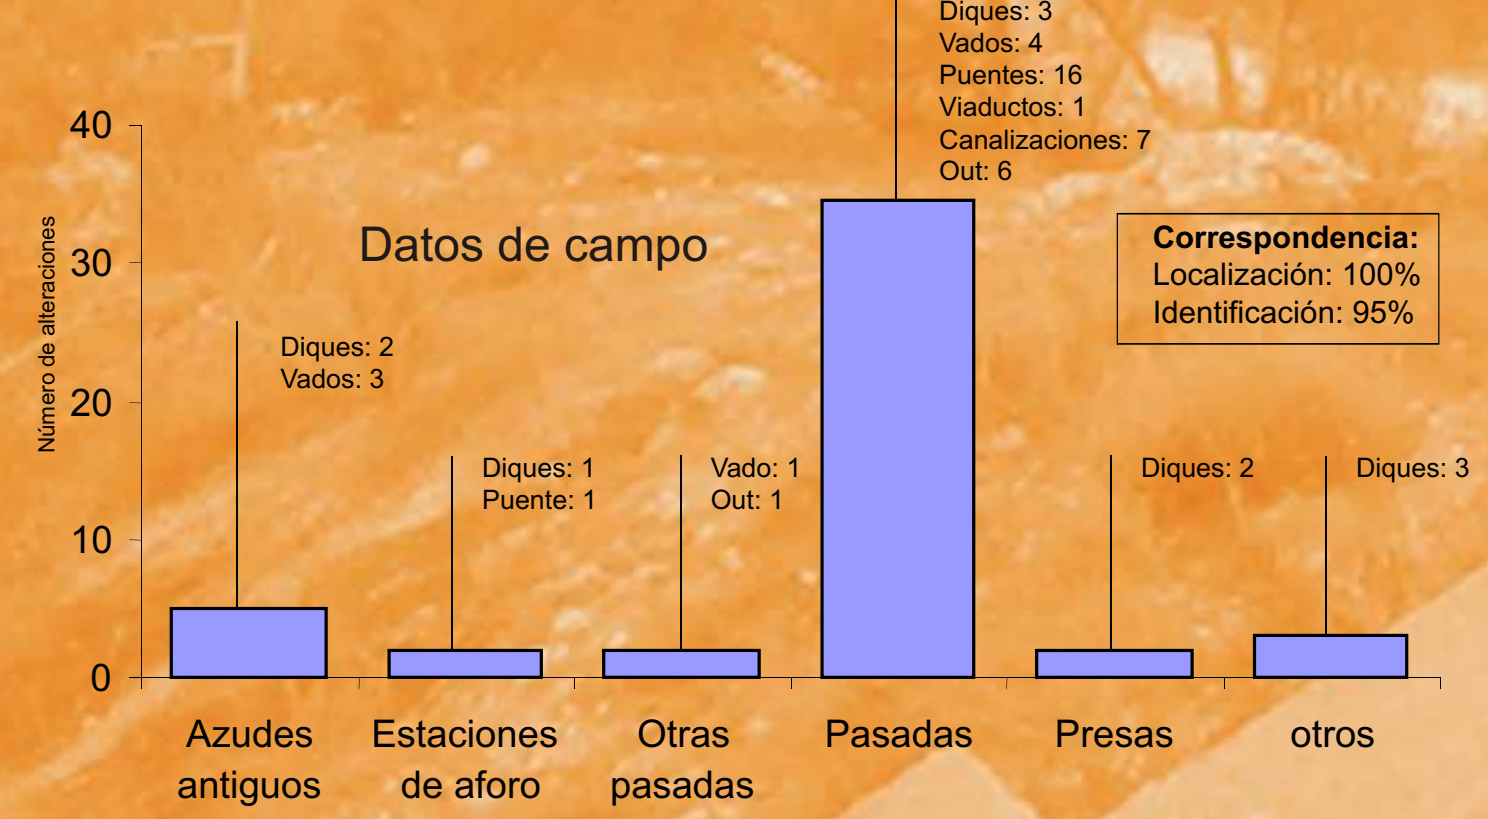 Diques: 3
Vados: 4
Puentes: 16
Viaductos: 1
Canalizaciones: 7
Out: 6
40
30
20
10
0
Número de alteraciones
Datos de campo
Correspondencia:
Localización: 100%
Identificación: 95%
Diques: 2
Vados: 3
Diques: 1
Puente: 1
Vado: 1
Out: 1
Diques: 2
Diques: 3
Azudes
antiguos
Estaciones
de aforo
Otras
pasadas
Pasadas
Presas
otros